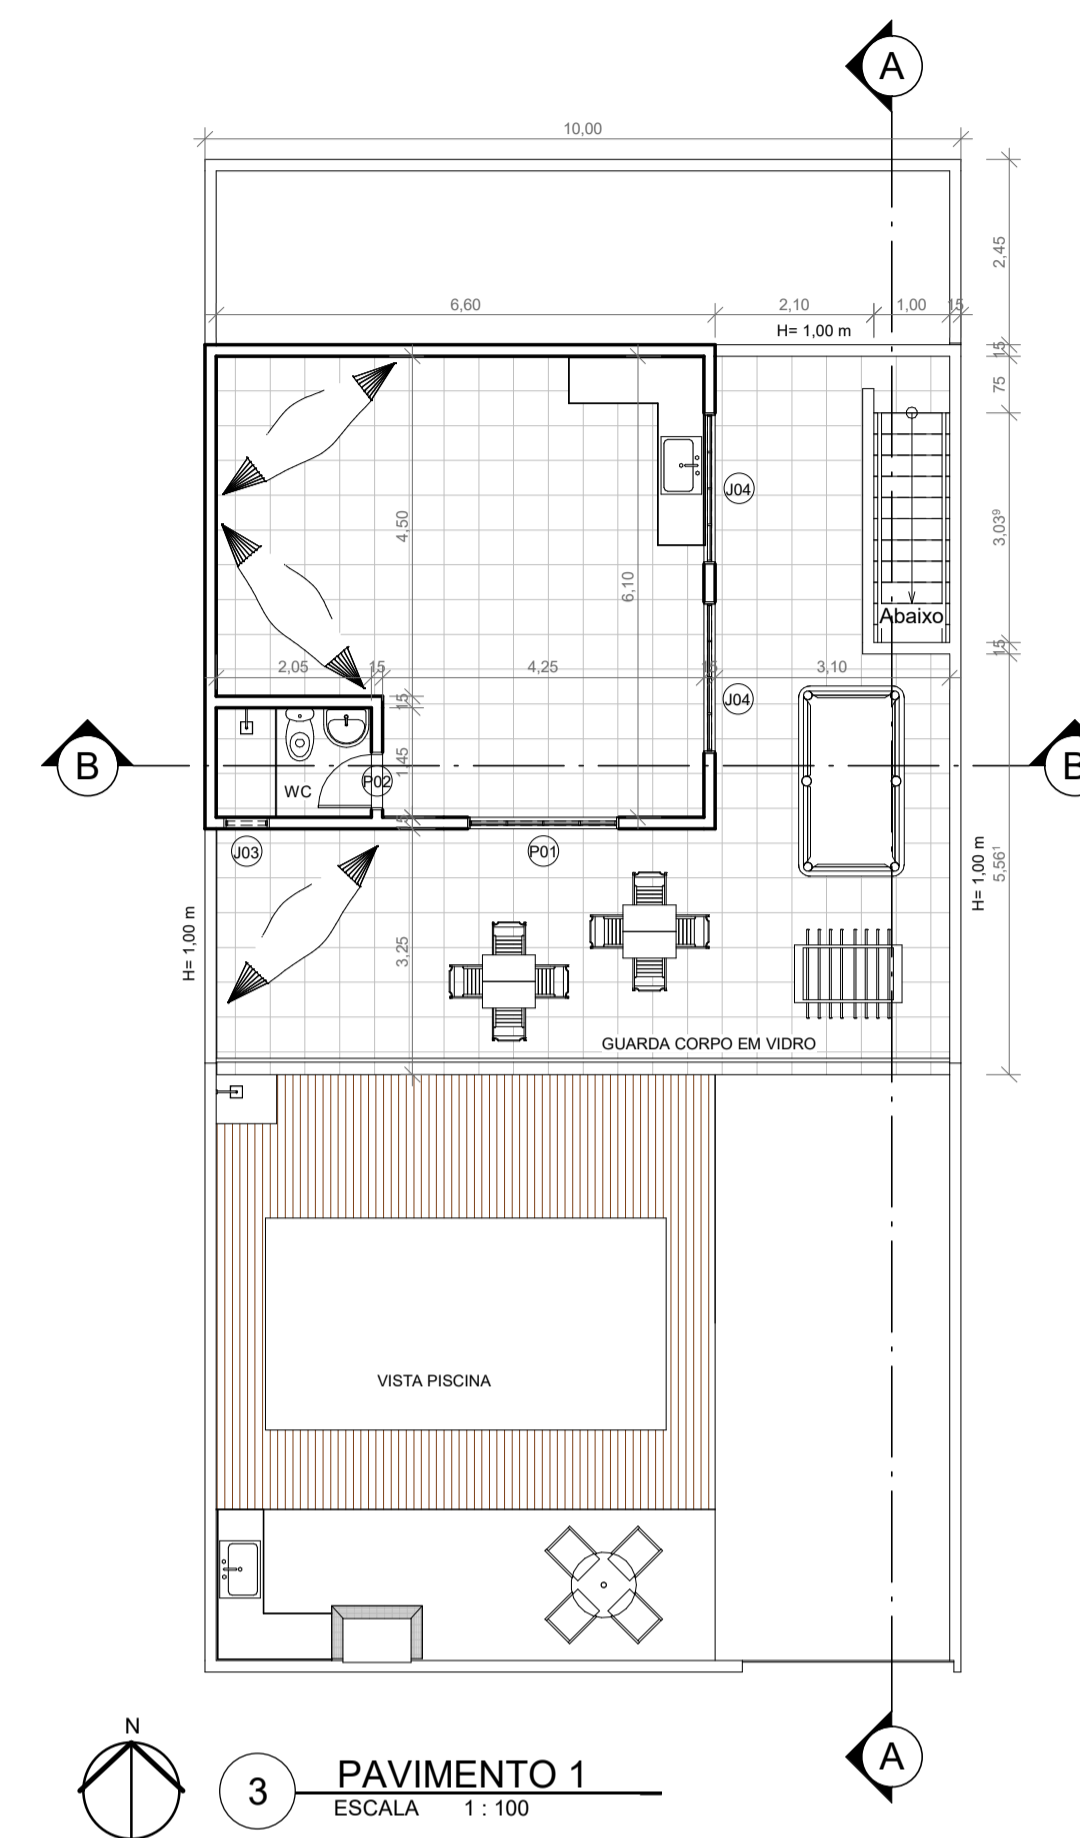 A
10,00
2,45
6,60
2,10
1,00
15
H= 1,00 m
15
75
J04
4,50
3,03⁹
6,10
Abaixo
15
2,05
15
4,25
15
3,10
15
J04
B
1,45
P02
WC
B
15
J03
P01
H= 1,00 m
5,56¹
H= 1,00 m
3,25
GUARDA CORPO EM VIDRO
VISTA PISCINA
N
A
3
PAVIMENTO 1
ESCALA 1 : 100